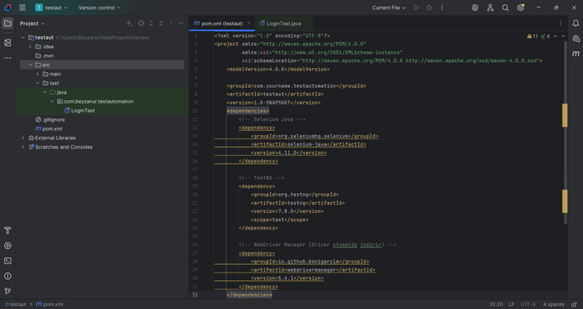 testaut
Version control
Current File
Project
pom.xml (testaut)
LoginTest.java
testaut C:\Users\Beyzanur\IdeaProjects\testaut
.idea
.mvn
src
main
test
java
com.beyzanur.testautomation
LoginTest
.gitignore
pom.xml
External Libraries
Scratches and Consoles
11 4
<?xml version="1.0" encoding="UTF-8"?>
<project xmlns="http://maven.apache.org/POM/4.0.0"
xmlns:xsi="http://www.w3.org/2001/XMLSchema-instance"
xsi:schemaLocation="http://maven.apache.org/POM/4.0.0 http://maven.apache.org/xsd/maven-4.0.0.xsd">
<modelVersion>4.0.0</modelVersion>
<groupId>com.yourname.testautomation</groupId>
<artifactId>testaut</artifactId>
<version>1.0-SNAPSHOT</version>
<dependencies>
<!-- Selenium Java -->
<dependency>
<groupId>org.seleniumhq.selenium</groupId>
<artifactId>selenium-java</artifactId>
<version>4.11.0</version>
</dependency>
<!-- TestNG -->
<dependency>
<groupId>org.testng</groupId>
<artifactId>testng</artifactId>
<version>7.8.0</version>
<scope>test</scope>
</dependency>
<!-- WebDriver Manager (Driver otomatik indirir) -->
<dependency>
<groupId>io.github.bonigarcia</groupId>
<artifactId>webdrivermanager</artifactId>
<version>5.4.1</version>
</dependency>
</dependencies>
testaut > pom.xml
32:20 LF UTF-8 4 spaces